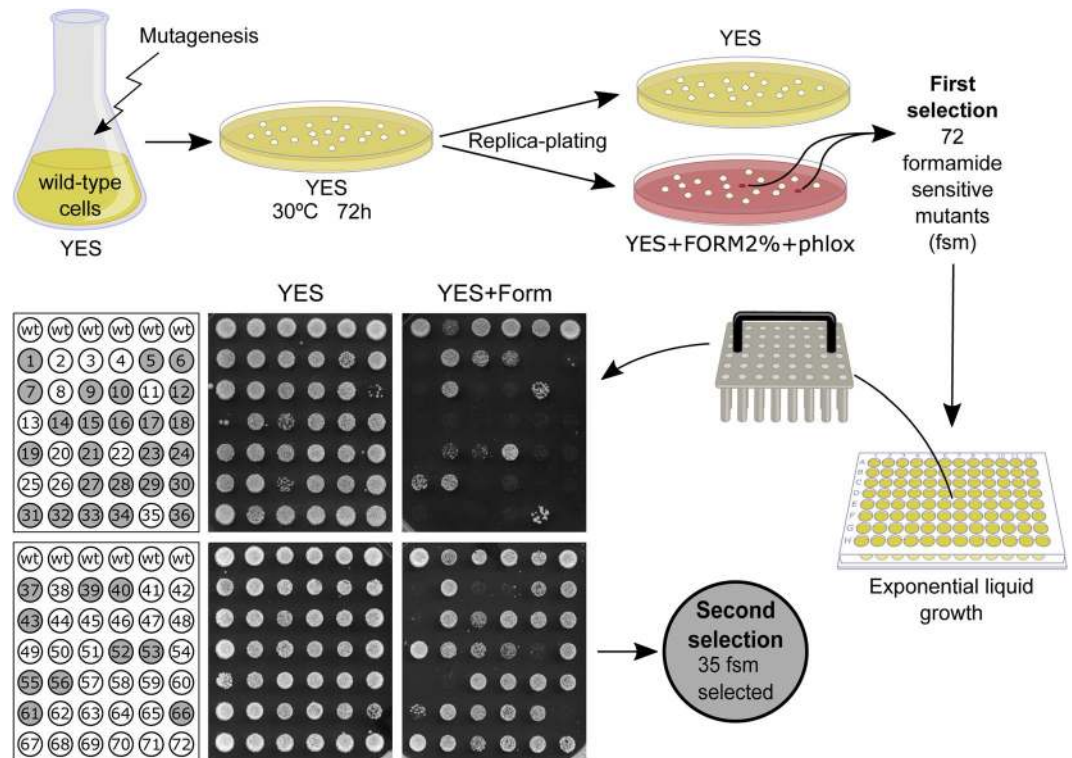 Mutagenesis
wild-type
cells
YES
YES
30ºC 72h
Replica-plating
YES
YES+FORM2%+phlox
First
selection
72
formamide
sensitive
mutants
(fsm)
YES YES+Form
wt wt wt wt wt wt
1 2 3 4 5 6
7 8 9 10 11 12
13 14 15 16 17 18
19 20 21 22 23 24
25 26 27 28 29 30
31 32 33 34 35 36
wt wt wt wt wt wt
37 38 39 40 41 42
43 44 45 46 47 48
49 50 51 52 53 54
55 56 57 58 59 60
61 62 63 64 65 66
67 68 69 70 71 72
A
B
C
D
E
F
G
H
Exponential liquid
growth
Second
selection
35 fsm
selected